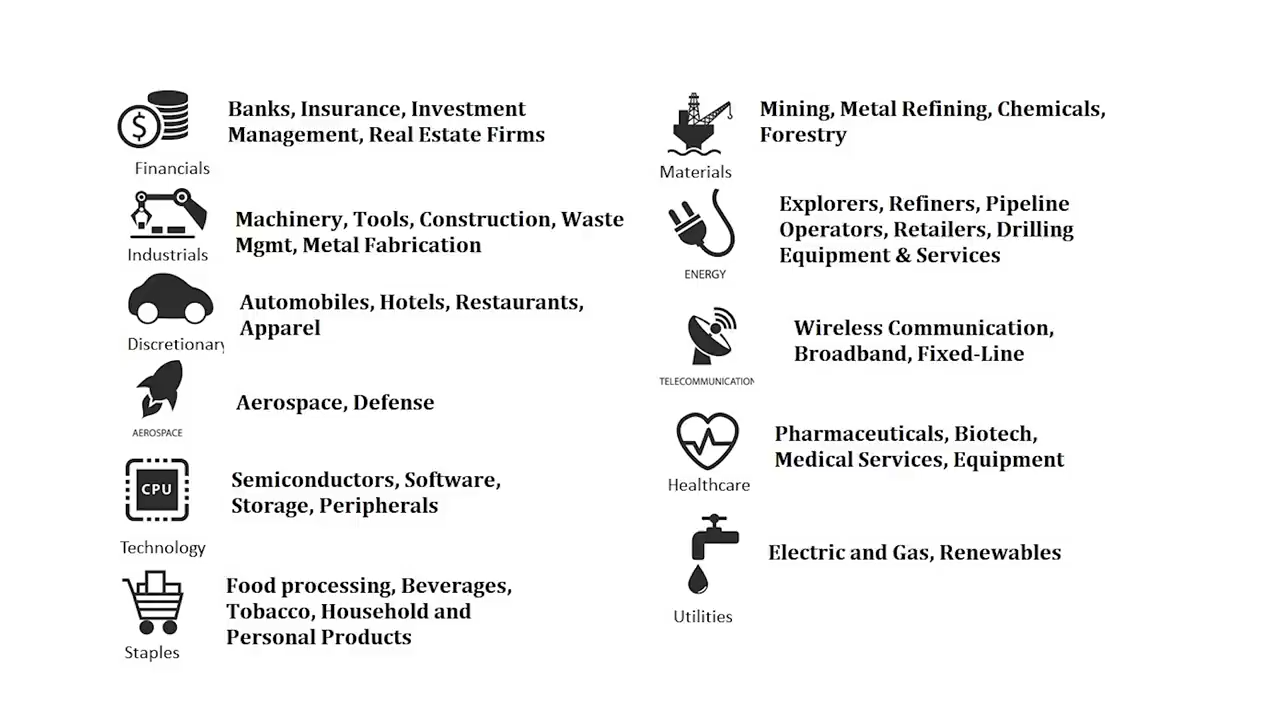 Banks, Insurance, Investment
Management, Real Estate Firms
Financials
Machinery, Tools, Construction, Waste
Mgmt, Metal Fabrication
Industrials
Automobiles, Hotels, Restaurants,
Apparel
Discretionary
Aerospace, Defense
AEROSPACE
Semiconductors, Software,
Storage, Peripherals
CPU
Technology
Food processing, Beverages,
Tobacco, Household and
Personal Products
Staples
Mining, Metal Refining, Chemicals,
Forestry
Materials
Explorers, Refiners, Pipeline
Operators, Retailers, Drilling
Equipment & Services
ENERGY
Wireless Communication,
Broadband, Fixed-Line
TELECOMMUNICATION
Pharmaceuticals, Biotech,
Medical Services, Equipment
Healthcare
Electric and Gas, Renewables
Utilities